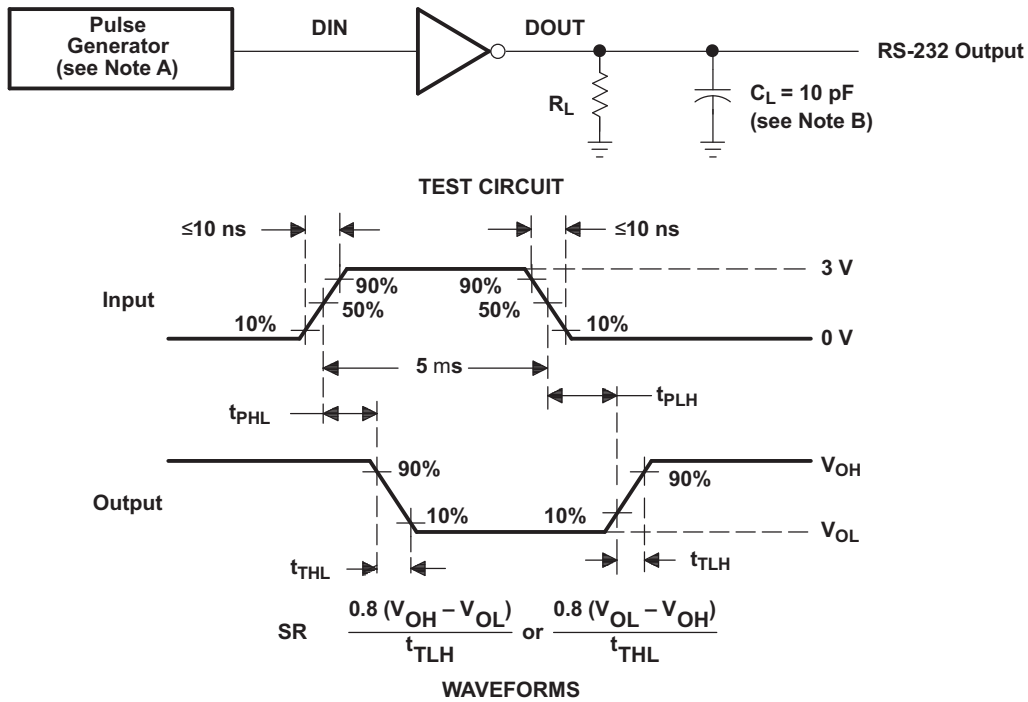 Pulse
Generator
(see Note A)
DIN
DOUT
RS-232 Output
RL
CL = 10 pF
(see Note B)
TEST CIRCUIT
≤10 ns
≤10 ns
3 V
90%
90%
Input
50%
50%
10%
10%
0 V
5 ms
tPHL
tPLH
VOH
90%
90%
Output
10%
10%
VOL
tTHL
tTLH
SR 0.8 (VOH – VOL) / tTLH or 0.8 (VOL – VOH) / tTHL
WAVEFORMS